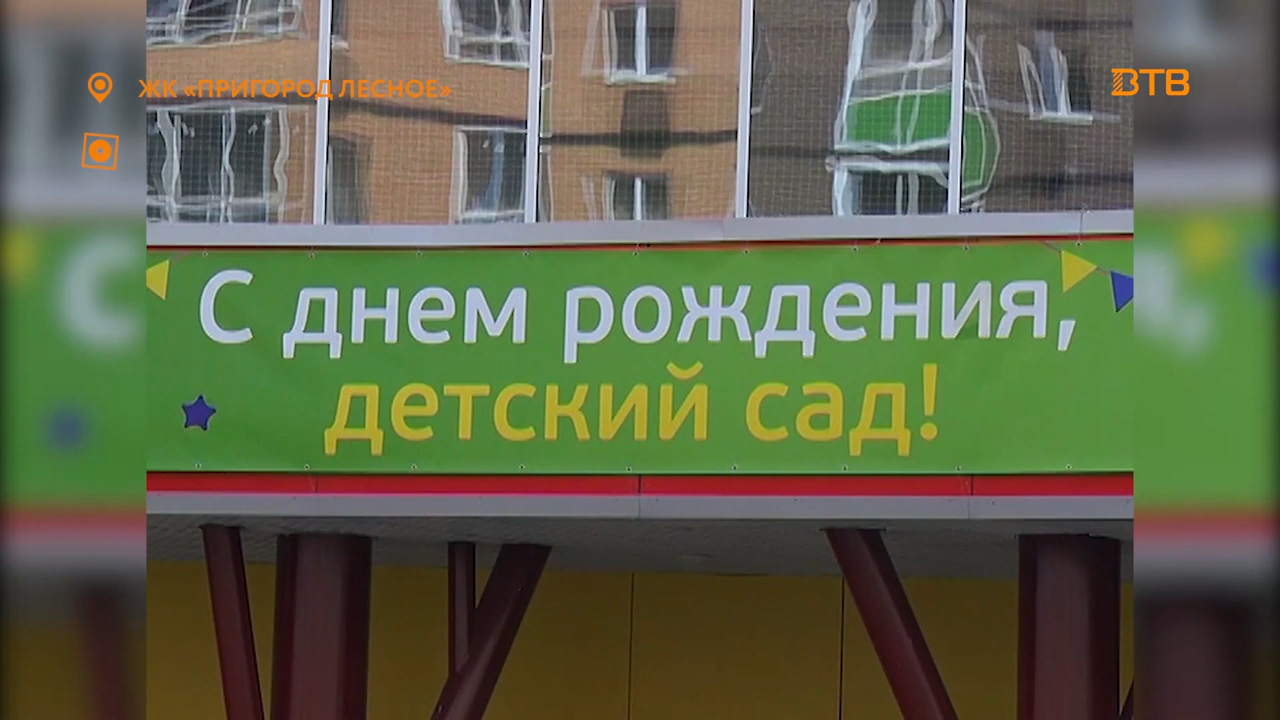 ЖК «ПРИГОРОД ЛЕСНОЕ»
ВТВ
С днем рождения,
детский сад!